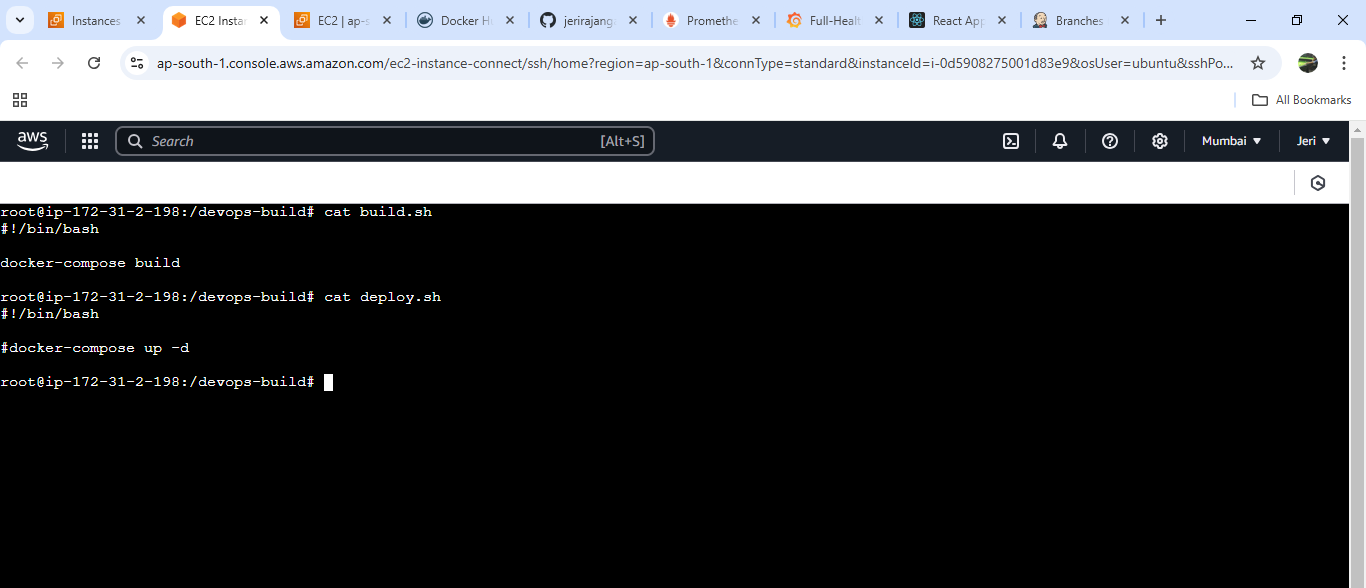 Instances
EC2 Instar
EC2 | ap-s
Docker Hu
jerirajang
Promethe
Full-Healt
React App
Branches
ap-south-1.console.aws.amazon.com/ec2-instance-connect/ssh/home?region=ap-south-1&connType=standard&instanceId=i-0d5908275001d83e9&osUser=ubuntu&sshPo...
All Bookmarks
aws
Search
[Alt+S]
Mumbai
Jeri
root@ip-172-31-2-198:/devops-build# cat build.sh
#!/bin/bash
docker-compose build
root@ip-172-31-2-198:/devops-build# cat deploy.sh
#!/bin/bash
#docker-compose up -d
root@ip-172-31-2-198:/devops-build#